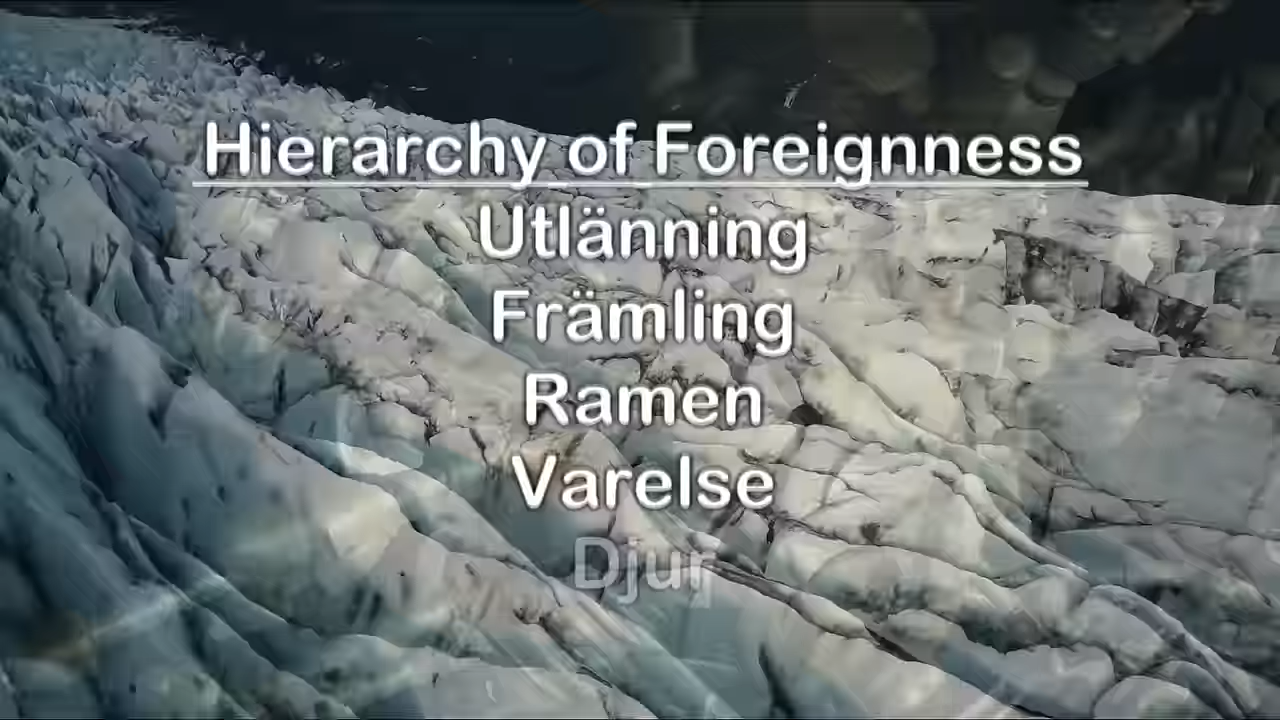 Hierarchy of Foreignness
Utlänning
Främling
Ramen
Varelse
Djur